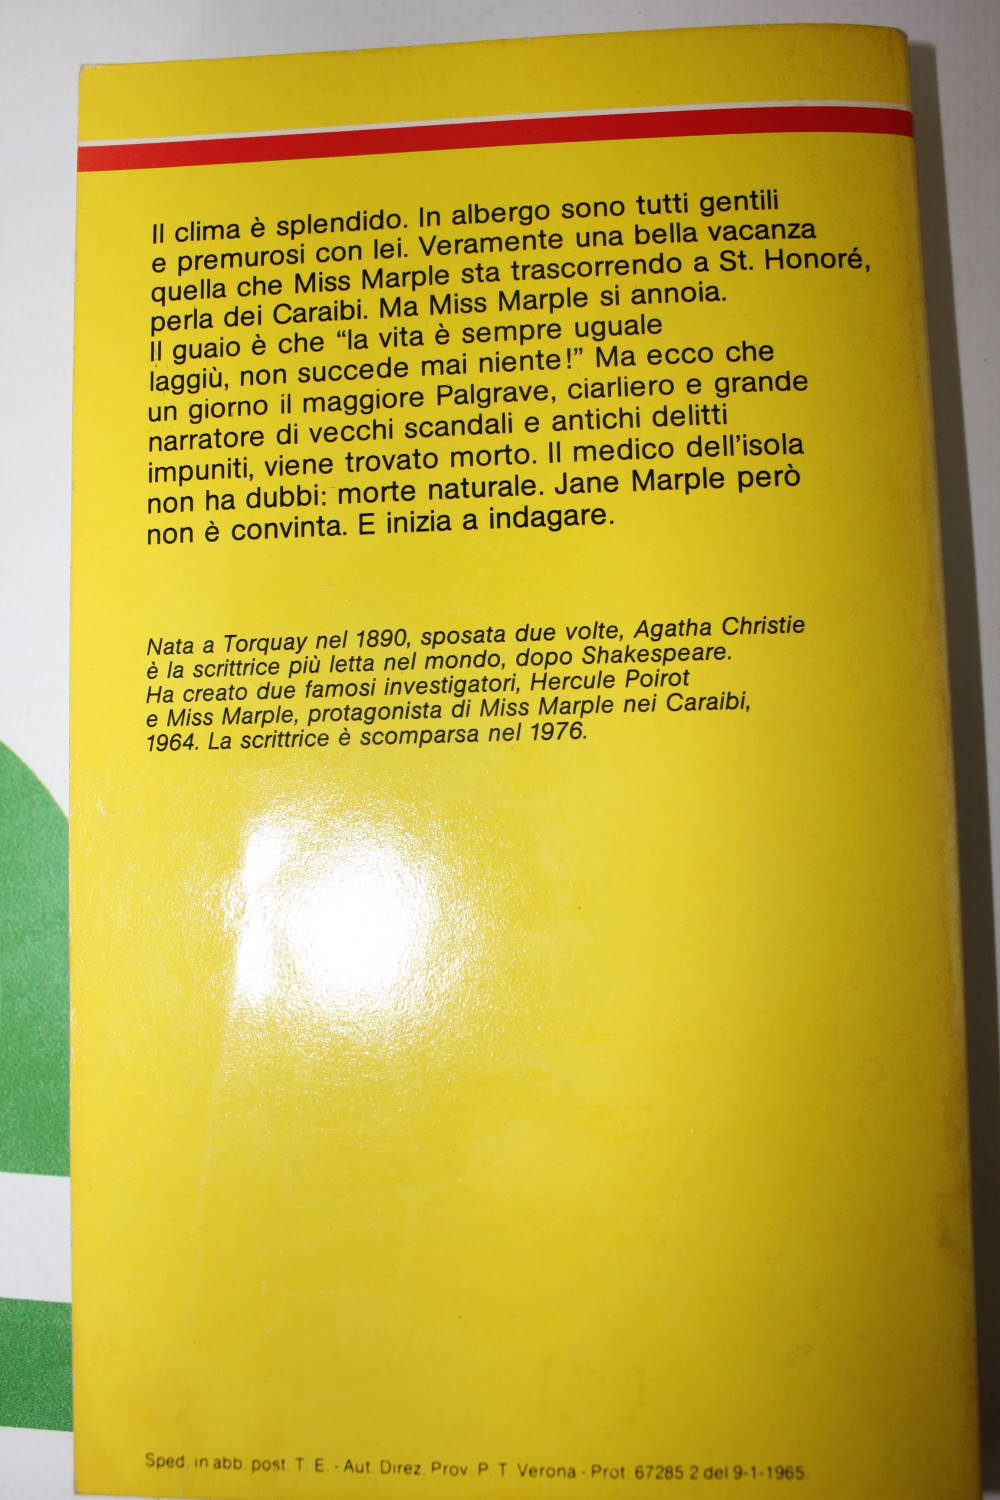 Il clima è splendido. In albergo sono tutti gentili
e premurosi con lei. Veramente una bella vacanza
quella che Miss Marple sta trascorrendo a St. Honoré,
perla dei Caraibi. Ma Miss Marple si annoia.
Il guaio è che “la vita è sempre uguale
laggiù, non succede mai niente!” Ma ecco che
un giorno il maggiore Palgrave, ciarliero e grande
narratore di vecchi scandali e antichi delitti
impuniti, viene trovato morto. Il medico dell'isola
non ha dubbi: morte naturale. Jane Marple però
non è convinta. E inizia a indagare.
Nata a Torquay nel 1890, sposata due volte, Agatha Christie
è la scrittrice più letta nel mondo, dopo Shakespeare.
Ha creato due famosi investigatori, Hercule Poirot
e Miss Marple, protagonista di Miss Marple nei Caraibi,
1964. La scrittrice è scomparsa nel 1976.
Sped. in abb. post. T. E. - Aut. Direz. Prov. P. T. Verona - Prot. 67285 2 del 9-1-1965